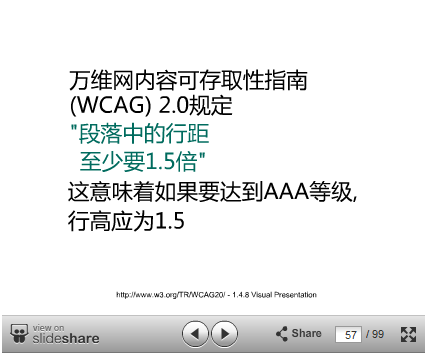 万维网内容可存取性指南
(WCAG) 2.0规定
"段落中的行距
至少要1.5倍"
这意味着如果要达到AAA等级,
行高应为1.5
http://www.w3.org/TR/WCAG20/ - 1.4.8 Visual Presentation
view on
slideshare
Share
57 / 99